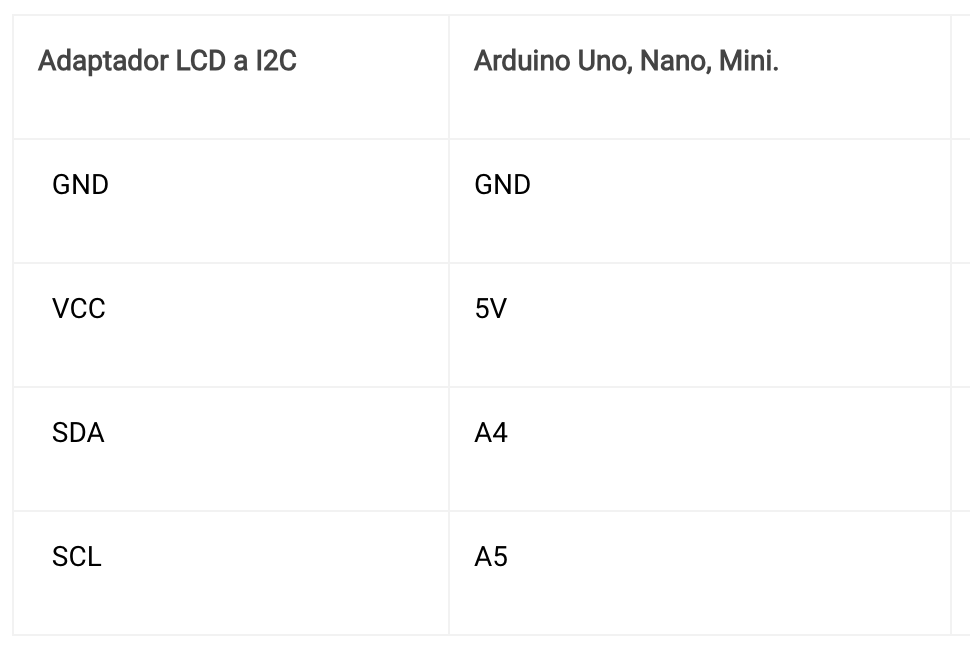 Adaptador LCD a I2C Arduino Uno, Nano, Mini.
GND GND
VCC 5V
SDA A4
SCL A5